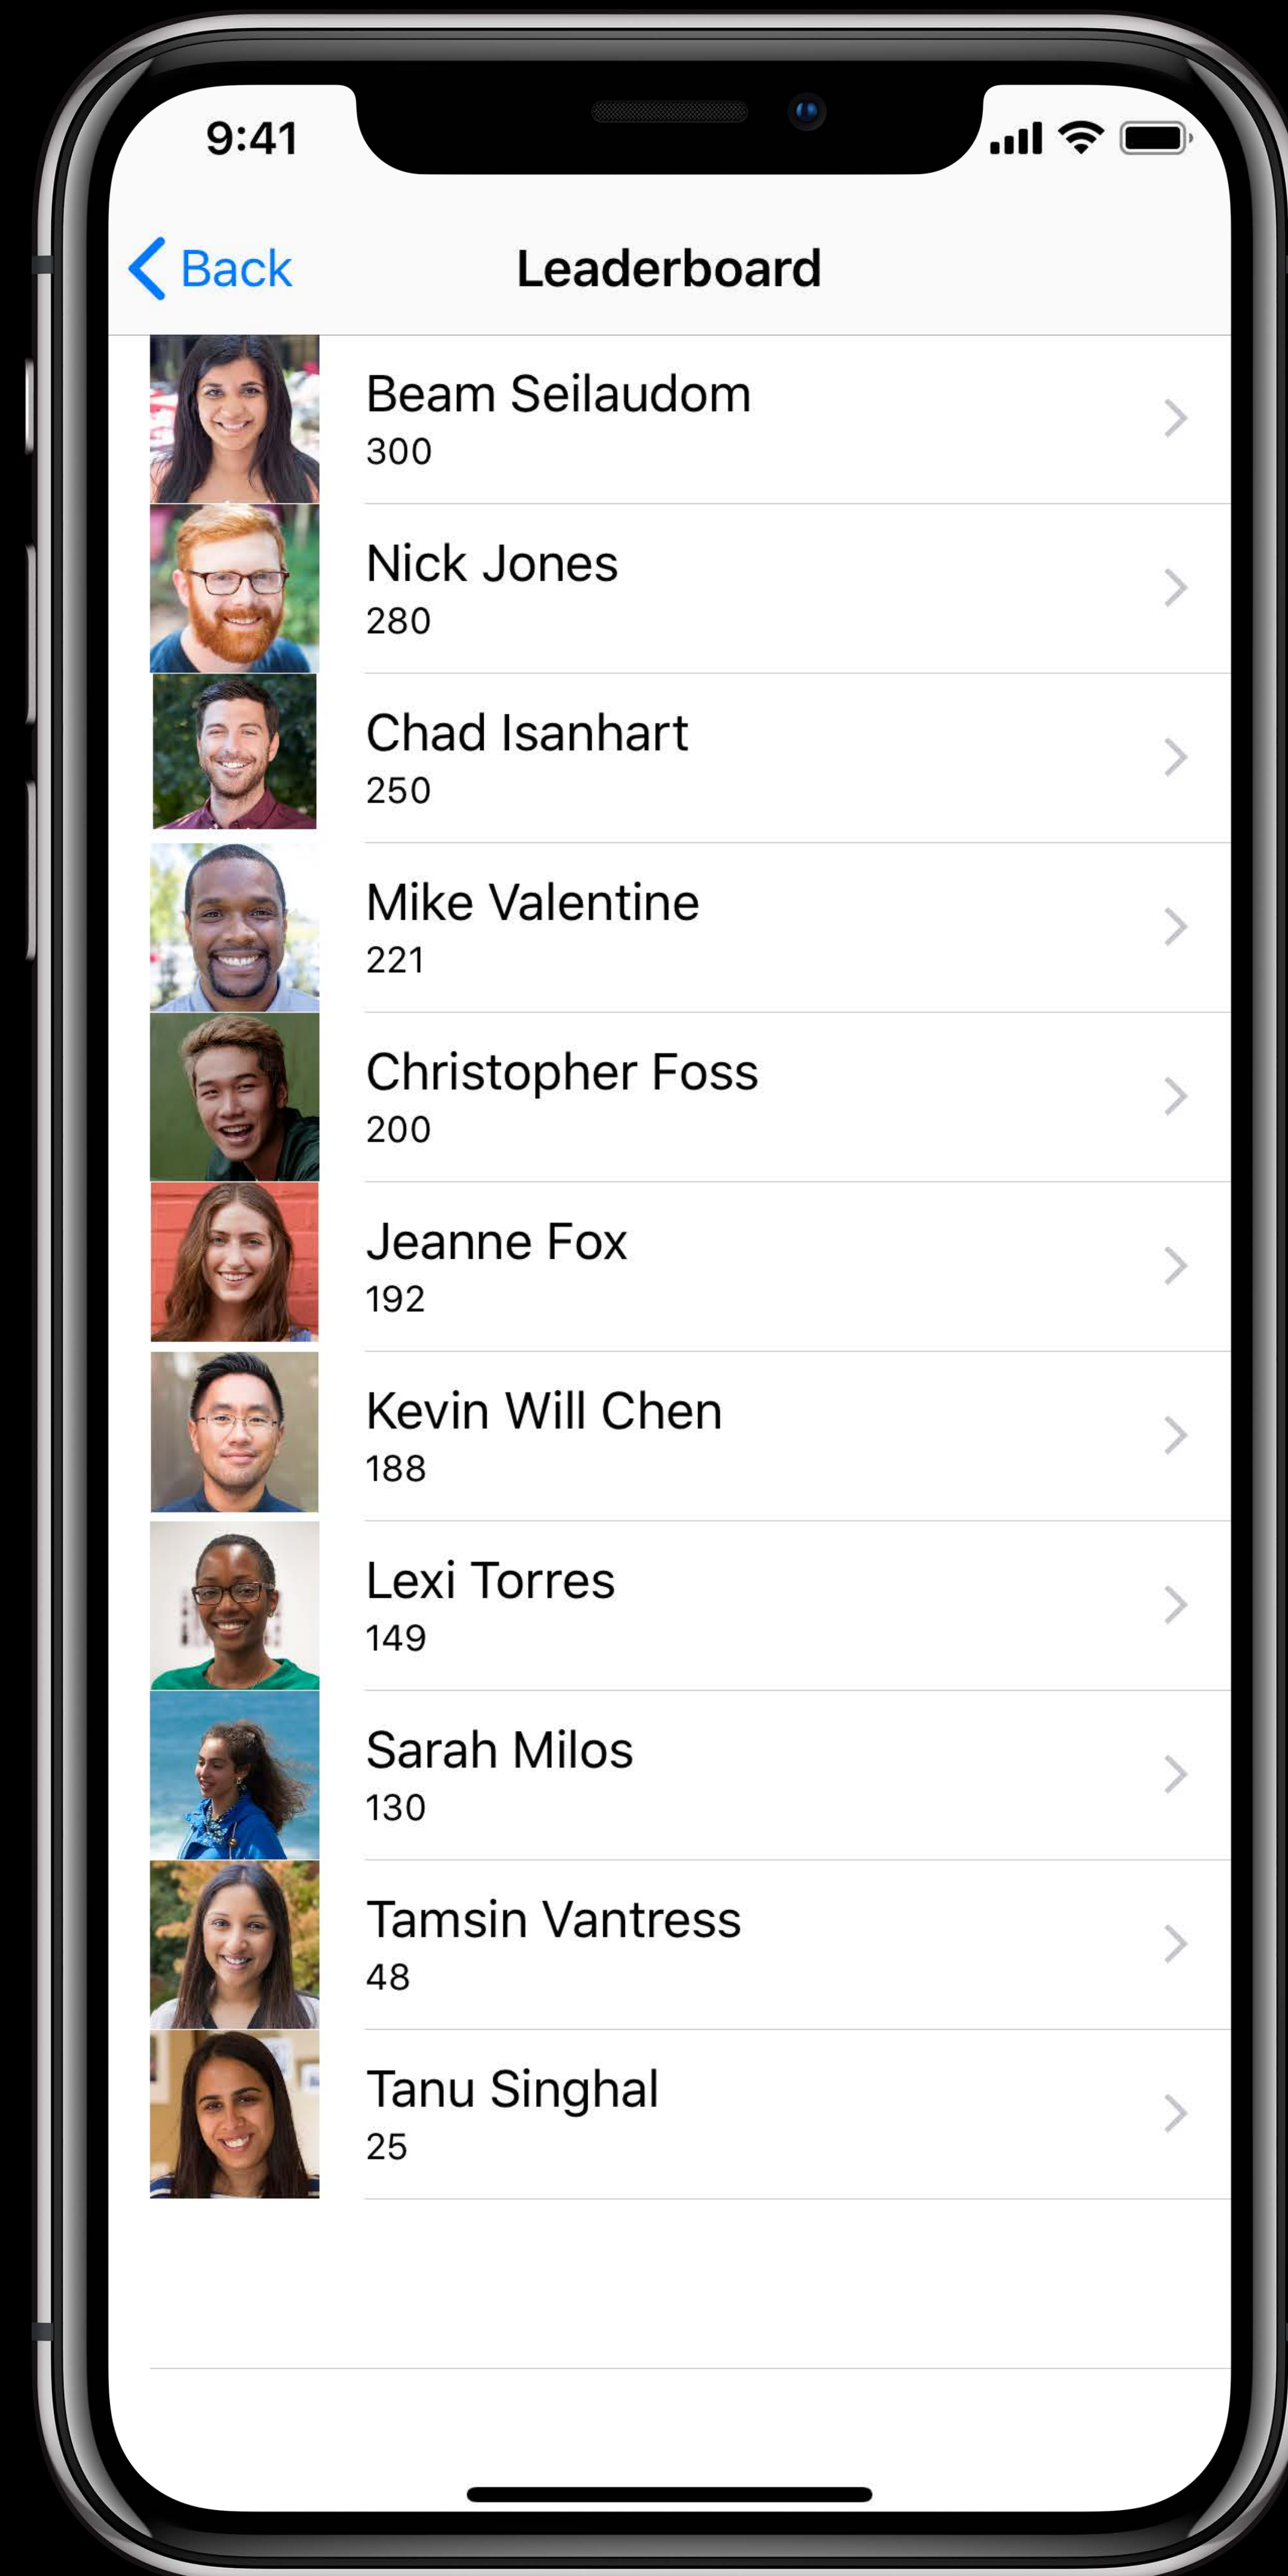 9:41
Back
Leaderboard
Beam Seilaudom
300
Nick Jones
280
Chad Isanhart
250
Mike Valentine
221
Christopher Foss
200
Jeanne Fox
192
Kevin Will Chen
188
Lexi Torres
149
Sarah Milos
130
Tamsin Vantress
48
Tanu Singhal
25